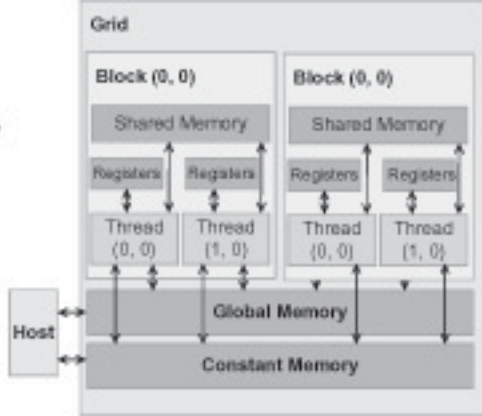 Grid
Block (0, 0)
Block (0, 0)
Shared Memory
Shared Memory
Registers
Registers
Registers
Registers
Thread
(0, 0)
Thread
(1, 0)
Thread
(0, 0)
Thread
(1, 0)
Host
Global Memory
Constant Memory